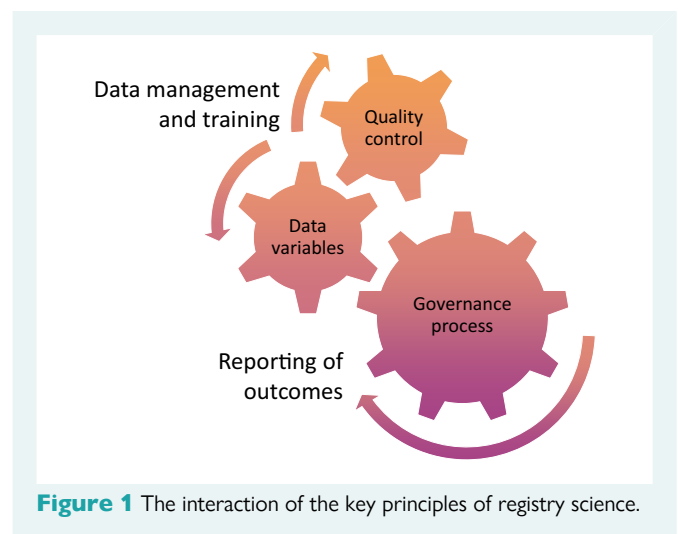 Data management
and training
Quality
control
Data
variables
Governance
process
Reporting of
outcomes
Figure 1 The interaction of the key principles of registry science.